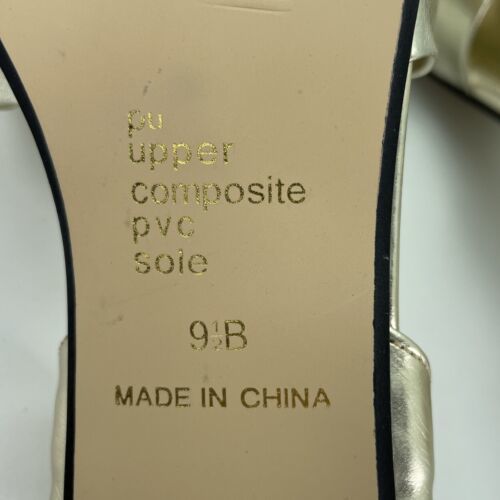 pu
upper
composite
pvc
sole
9½B
MADE IN CHINA